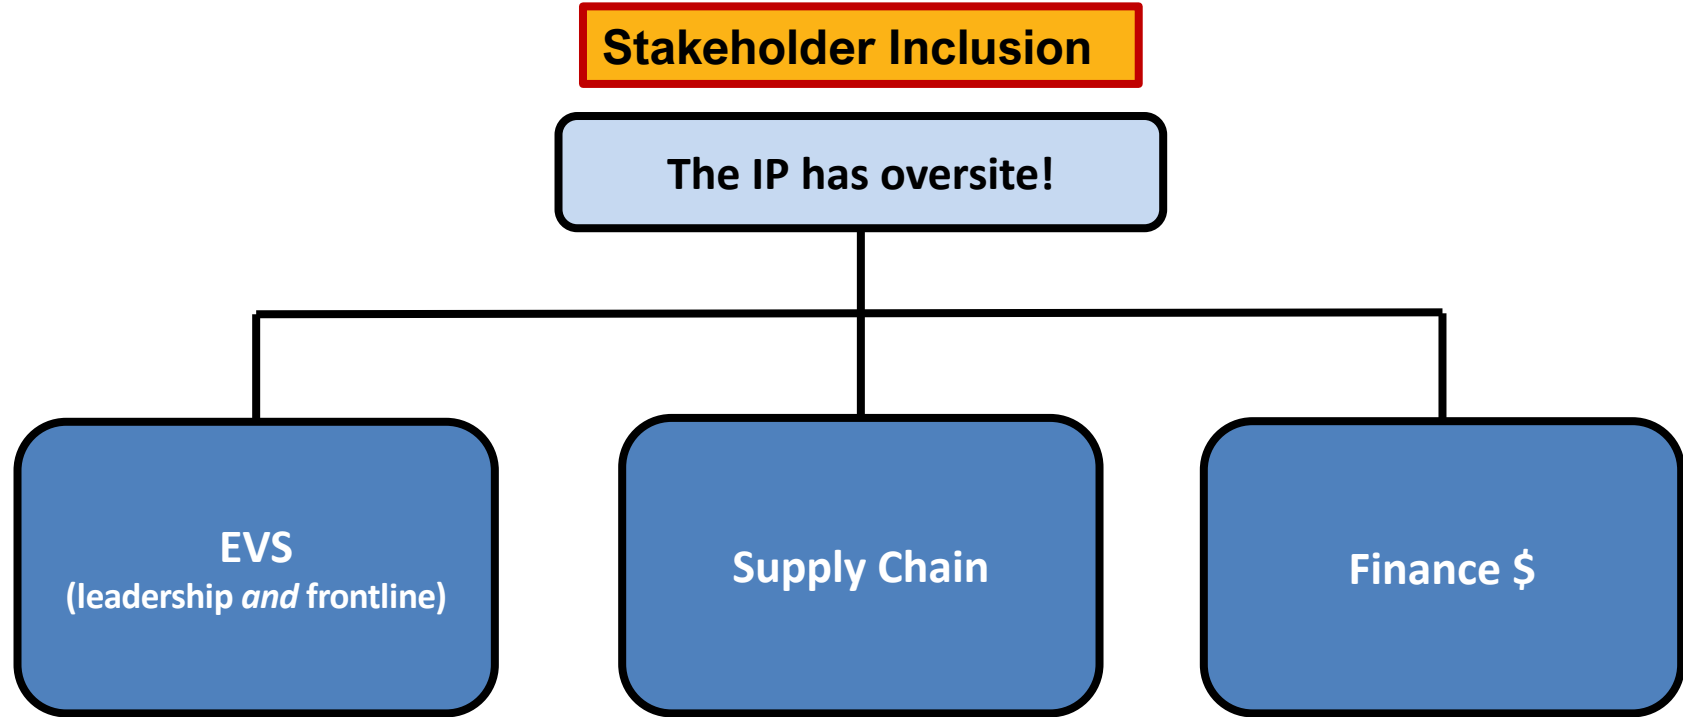 Stakeholder Inclusion
The IP has oversite!
EVS
(leadership and frontline)
Supply Chain
Finance $